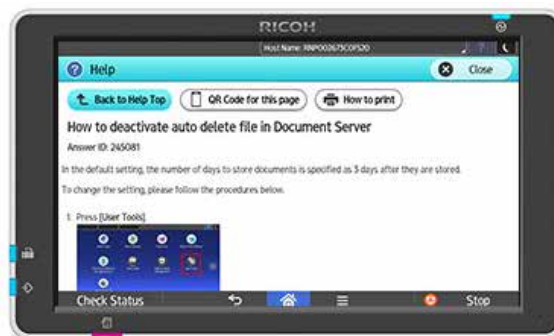 RICOH
Help
Close
Back to Help Top
QR Code for this page
How to print
How to deactivate auto delete file in Document Server
Answer ID: 245081
In the default setting, the number of days to store documents is specified as 3 days after they are stored.
To change the setting, please follow the procedures below.
1. Press [User Tools].
Check Status
Stop